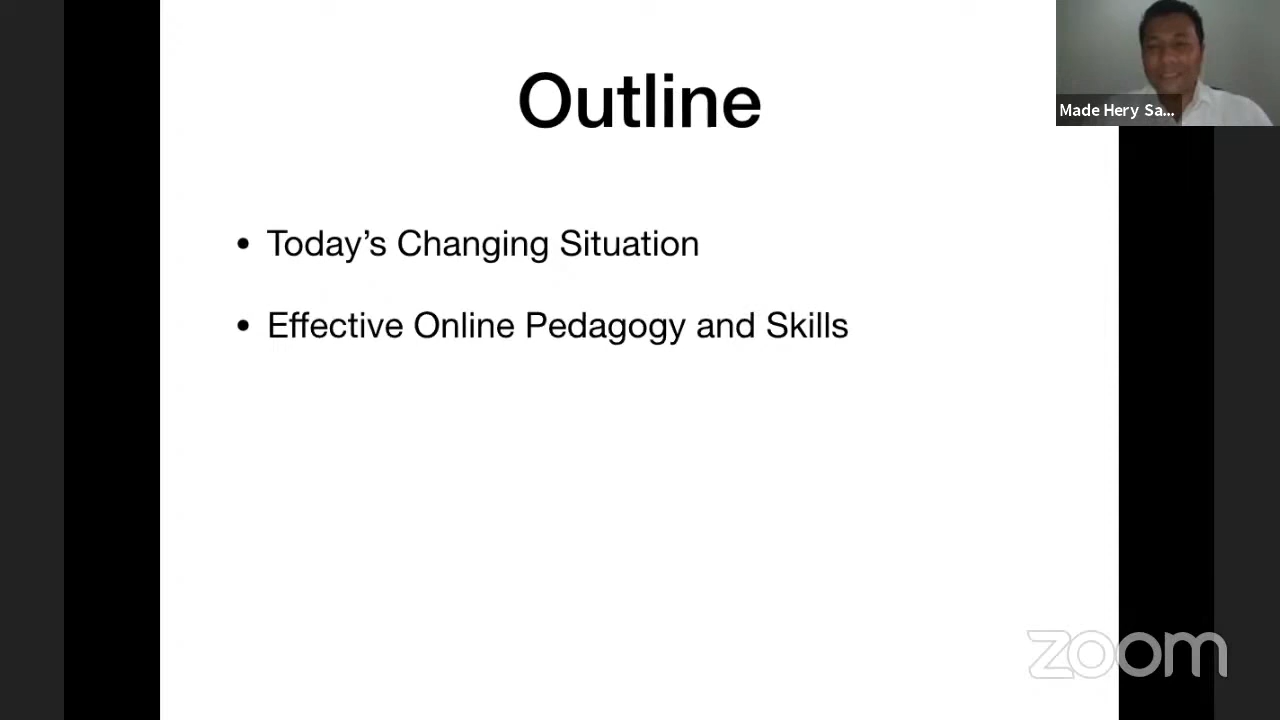 Outline
Made Hery Sa...
• Today’s Changing Situation
• Effective Online Pedagogy and Skills
zoom